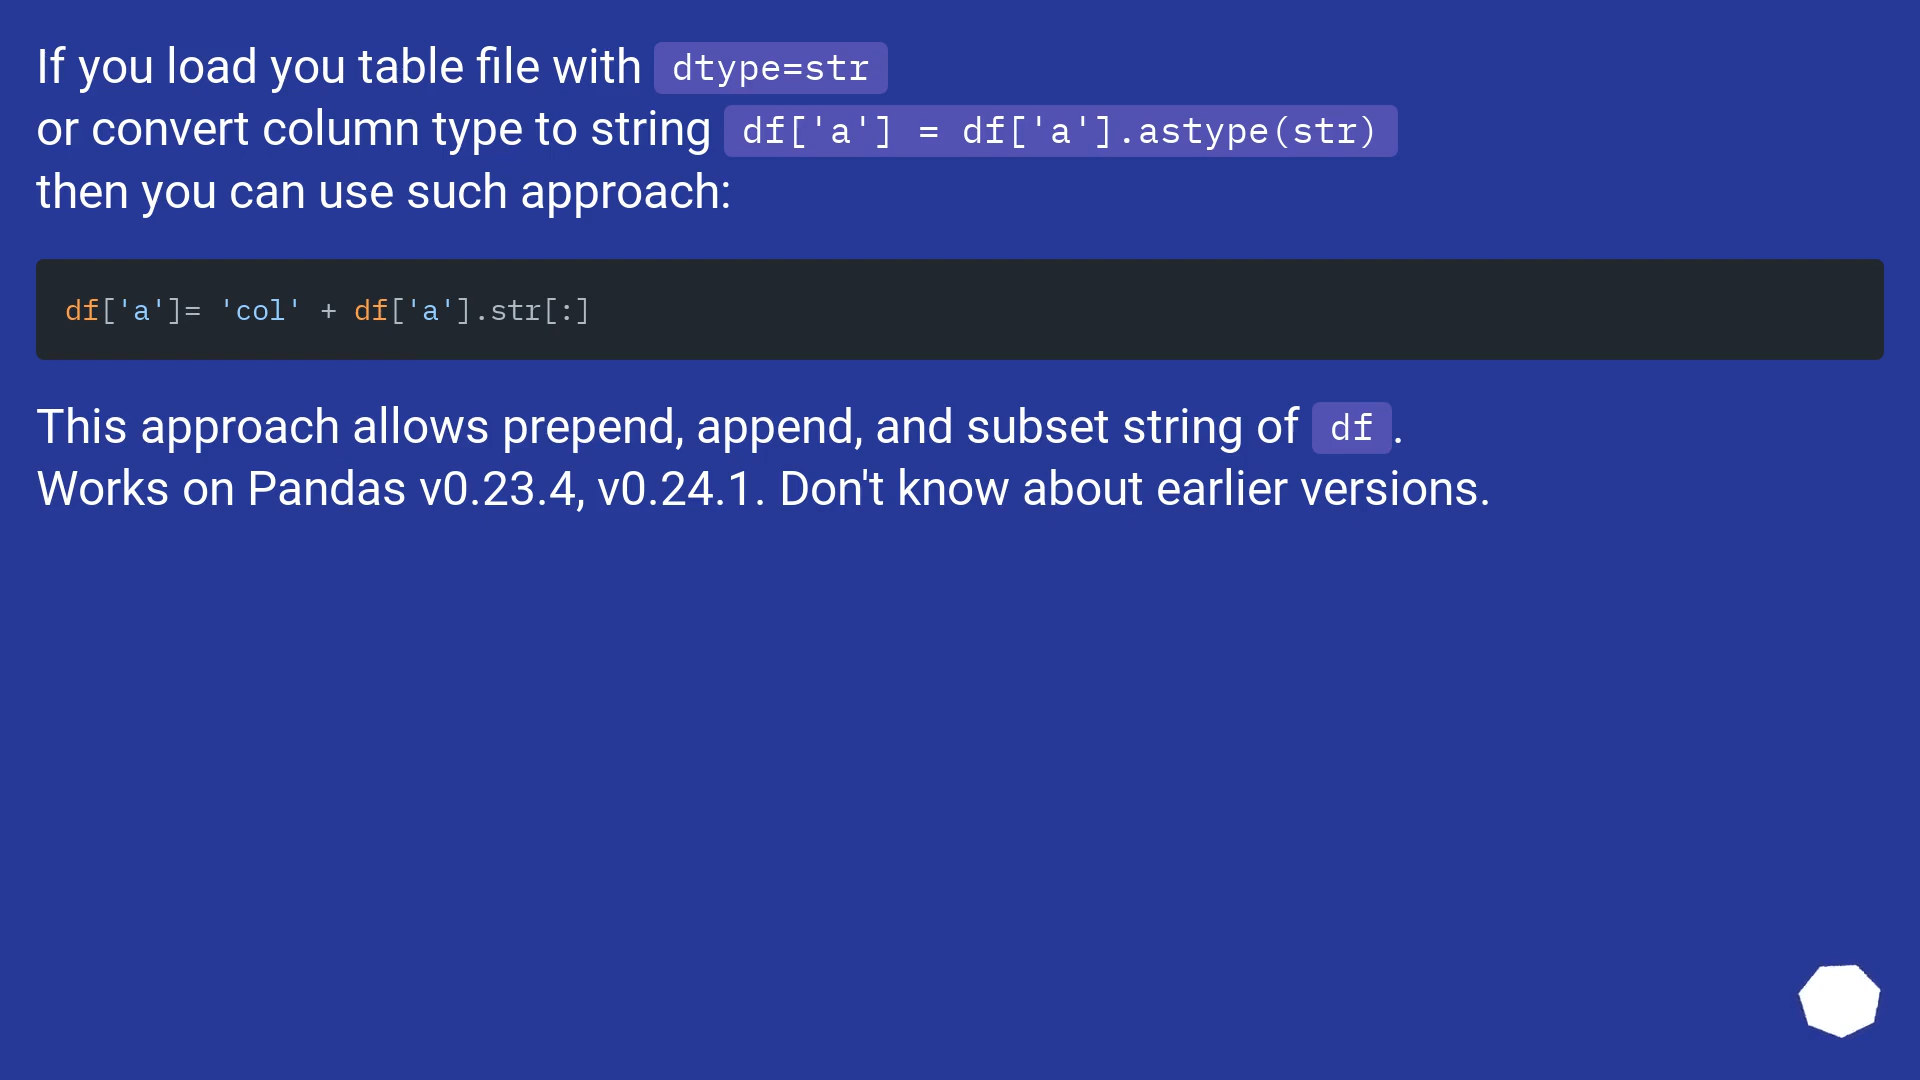 If you load you table file with dtype=str
or convert column type to string df['a'] = df['a'].astype(str)
then you can use such approach:
df['a']= 'col' + df['a'].str[:]
This approach allows prepend, append, and subset string of df.
Works on Pandas v0.23.4, v0.24.1. Don't know about earlier versions.